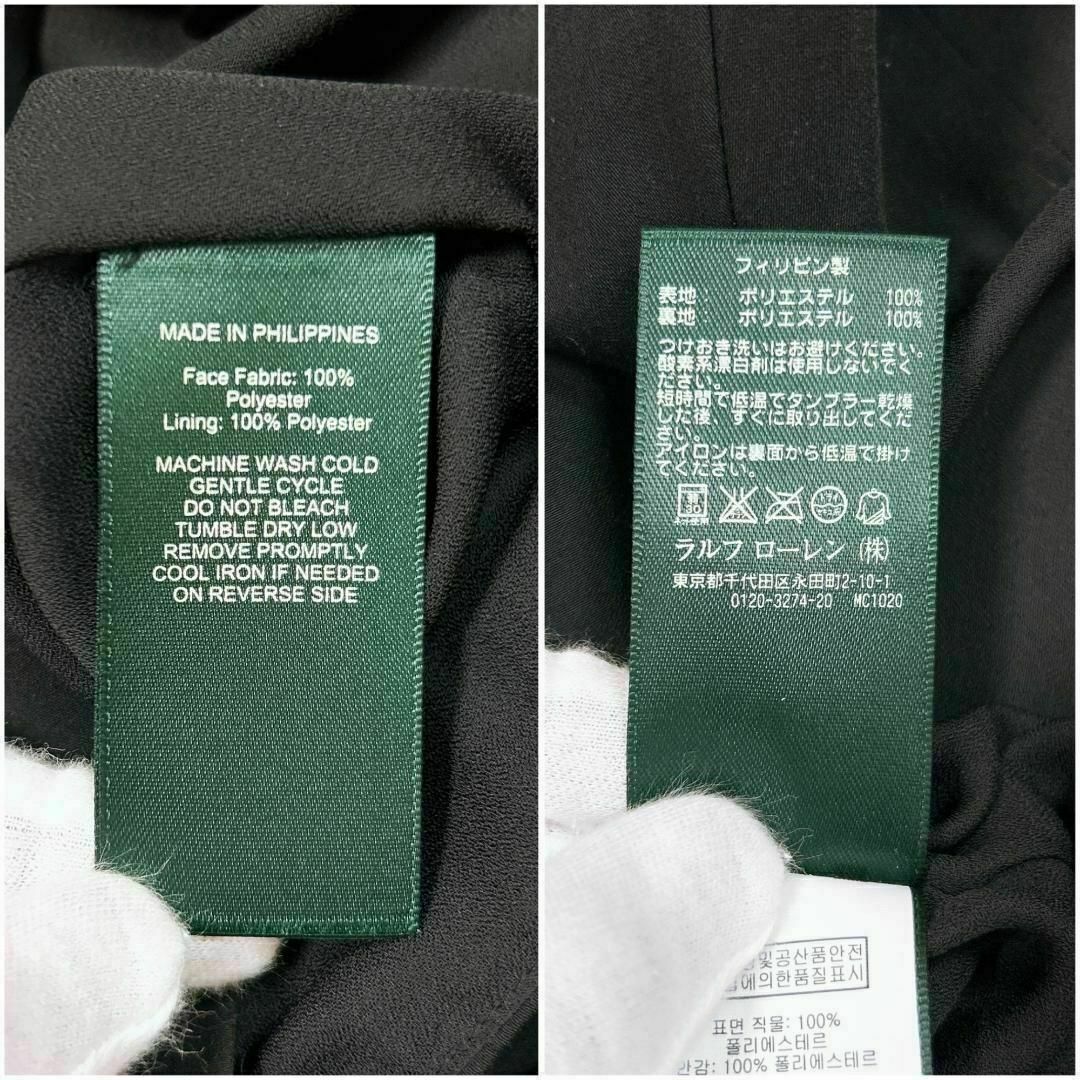 MADE IN PHILIPPINES
Face Fabric: 100%
Polyester
Lining: 100% Polyester
MACHINE WASH COLD
GENTLE CYCLE
DO NOT BLEACH
TUMBLE DRY LOW
REMOVE PROMPTLY
COOL IRON IF NEEDED
ON REVERSE SIDE
フィリピン製
表地: ポリエステル 100%
裏地: ポリエステル 100%
つけおき洗いはお避けください。
酸素系漂白剤は使用しないでく
ださい。
短時間で低温でタンブラー乾燥
した後、すぐに取り出してくだ
さい。
アイロンは裏面から低温で掛け
てください。
ラルフ ローレン (株)
東京都千代田区永田町2-10-1
0120-3274-20 MC1020
및공산품안전
에의한품질표시
표면 직물: 100%
폴리에스테르
안감: 100% 폴리에스테르